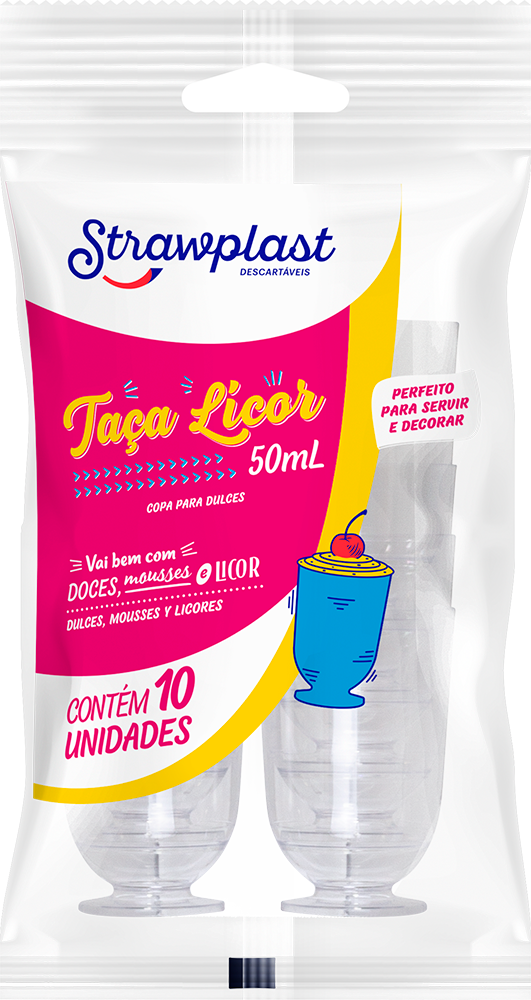 Strawplast
DESCARTÁVEIS
Taça Licor
50mL
COPA PARA DULCES
PERFEITO
PARA SERVIR
E DECORAR
Vai bem com
DOCES, mousses e LICOR
DULCES, MOUSSES Y LICORES
CONTÉM 10
UNIDADES